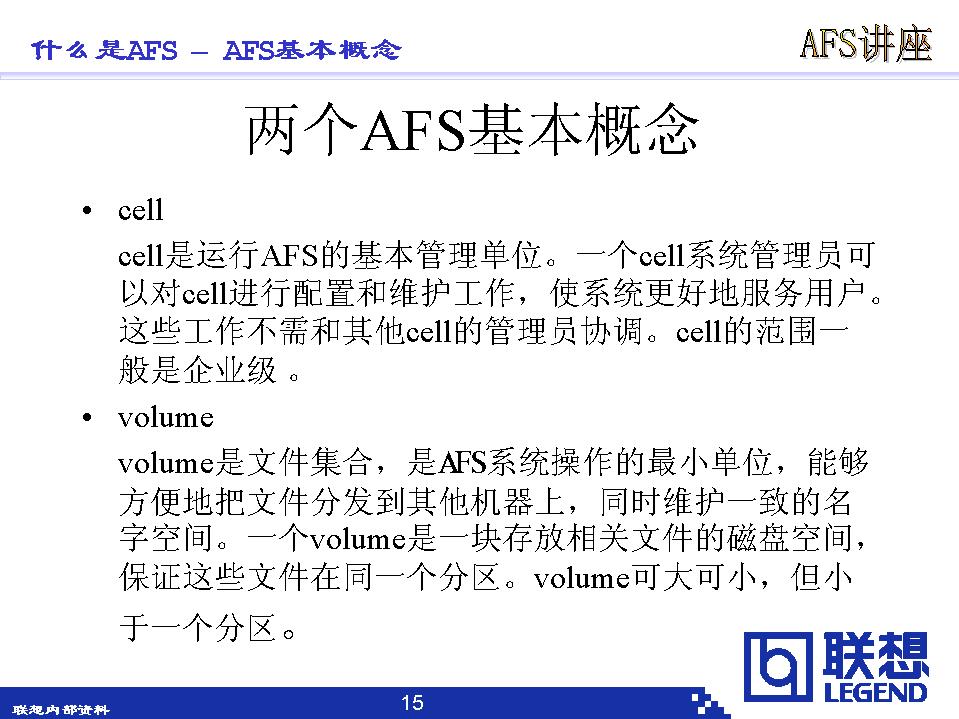 什么是AFS – AFS基本概念
AFS讲座
两个AFS基本概念
• cell
cell是运行AFS的基本管理单位。一个cell系统管理员可
以对cell进行配置和维护工作，使系统更好地服务用户。
这些工作不需和其他cell的管理员协调。cell的范围一
般是企业级 。
• volume
volume是文件集合，是AFS系统操作的最小单位，能够
方便地把文件分发到其他机器上，同时维护一致的名
字空间。一个volume是一块存放相关文件的磁盘空间，
保证这些文件在同一个分区。volume可大可小，但小
于一个分区。
联想
LEGEND
联想内部资料
15